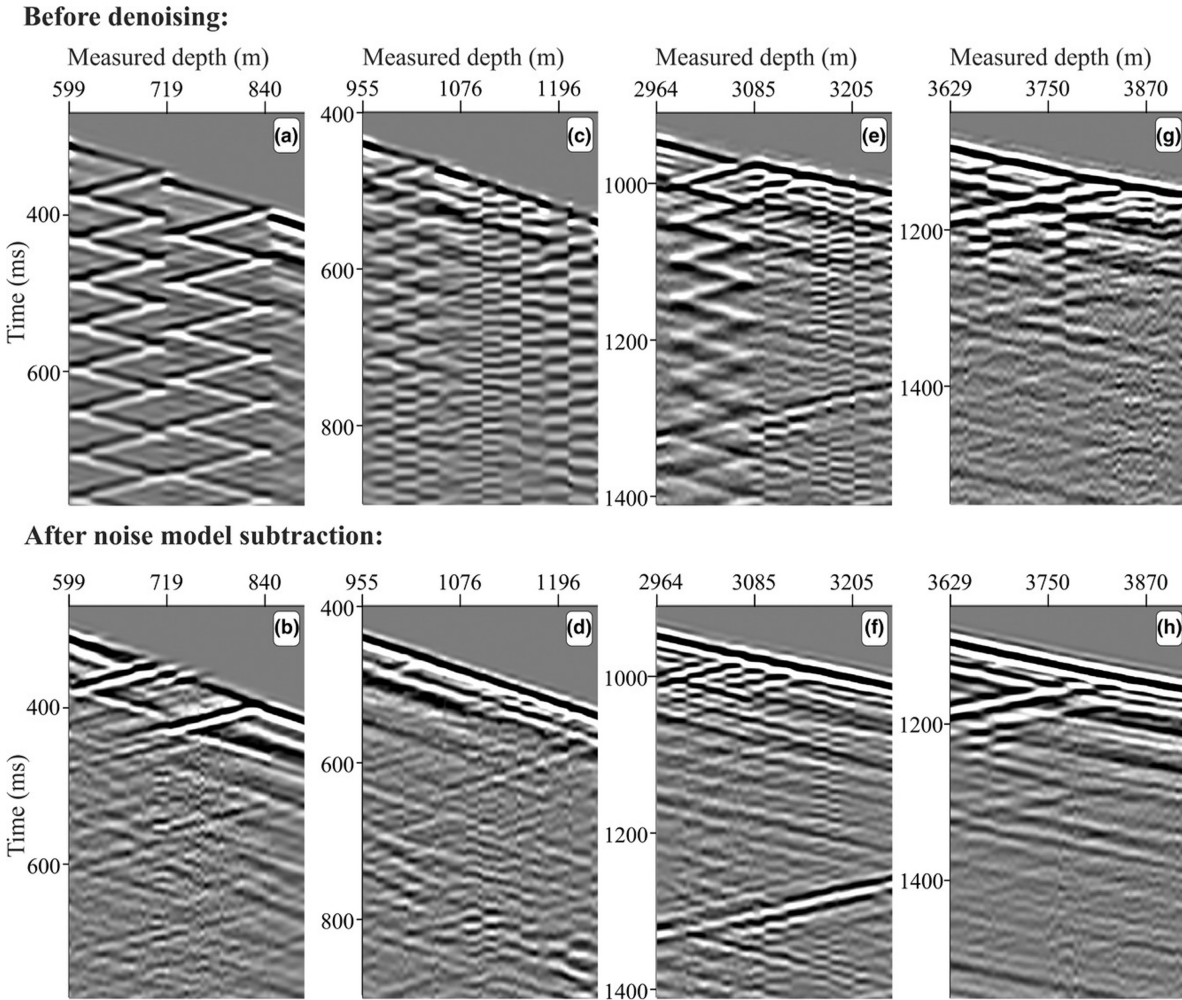 Before denoising:
Measured depth (m) Measured depth (m) Measured depth (m) Measured depth (m)
599 719 840 955 1076 1196 2964 3085 3205 3629 3750 3870
(a) (c) (e) (g)
400
1000
400
1200
600
Time (ms)
1200
600
1400
800
1400
After noise model subtraction:
599 719 840 955 1076 1196 2964 3085 3205 3629 3750 3870
(b) (d) (f) (h)
400
1000
400
1200
600
Time (ms)
1200
600
1400
800
1400